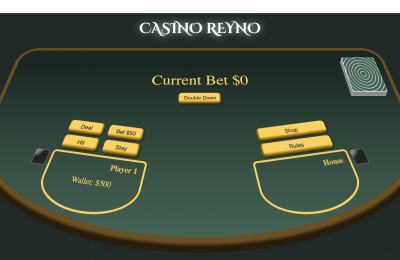 CASINO REYNO
Current Bet $0
Double Down
Deal
Bet $50
Hit
Stay
Shop
Rules
Player 1
Wallet: $500
House